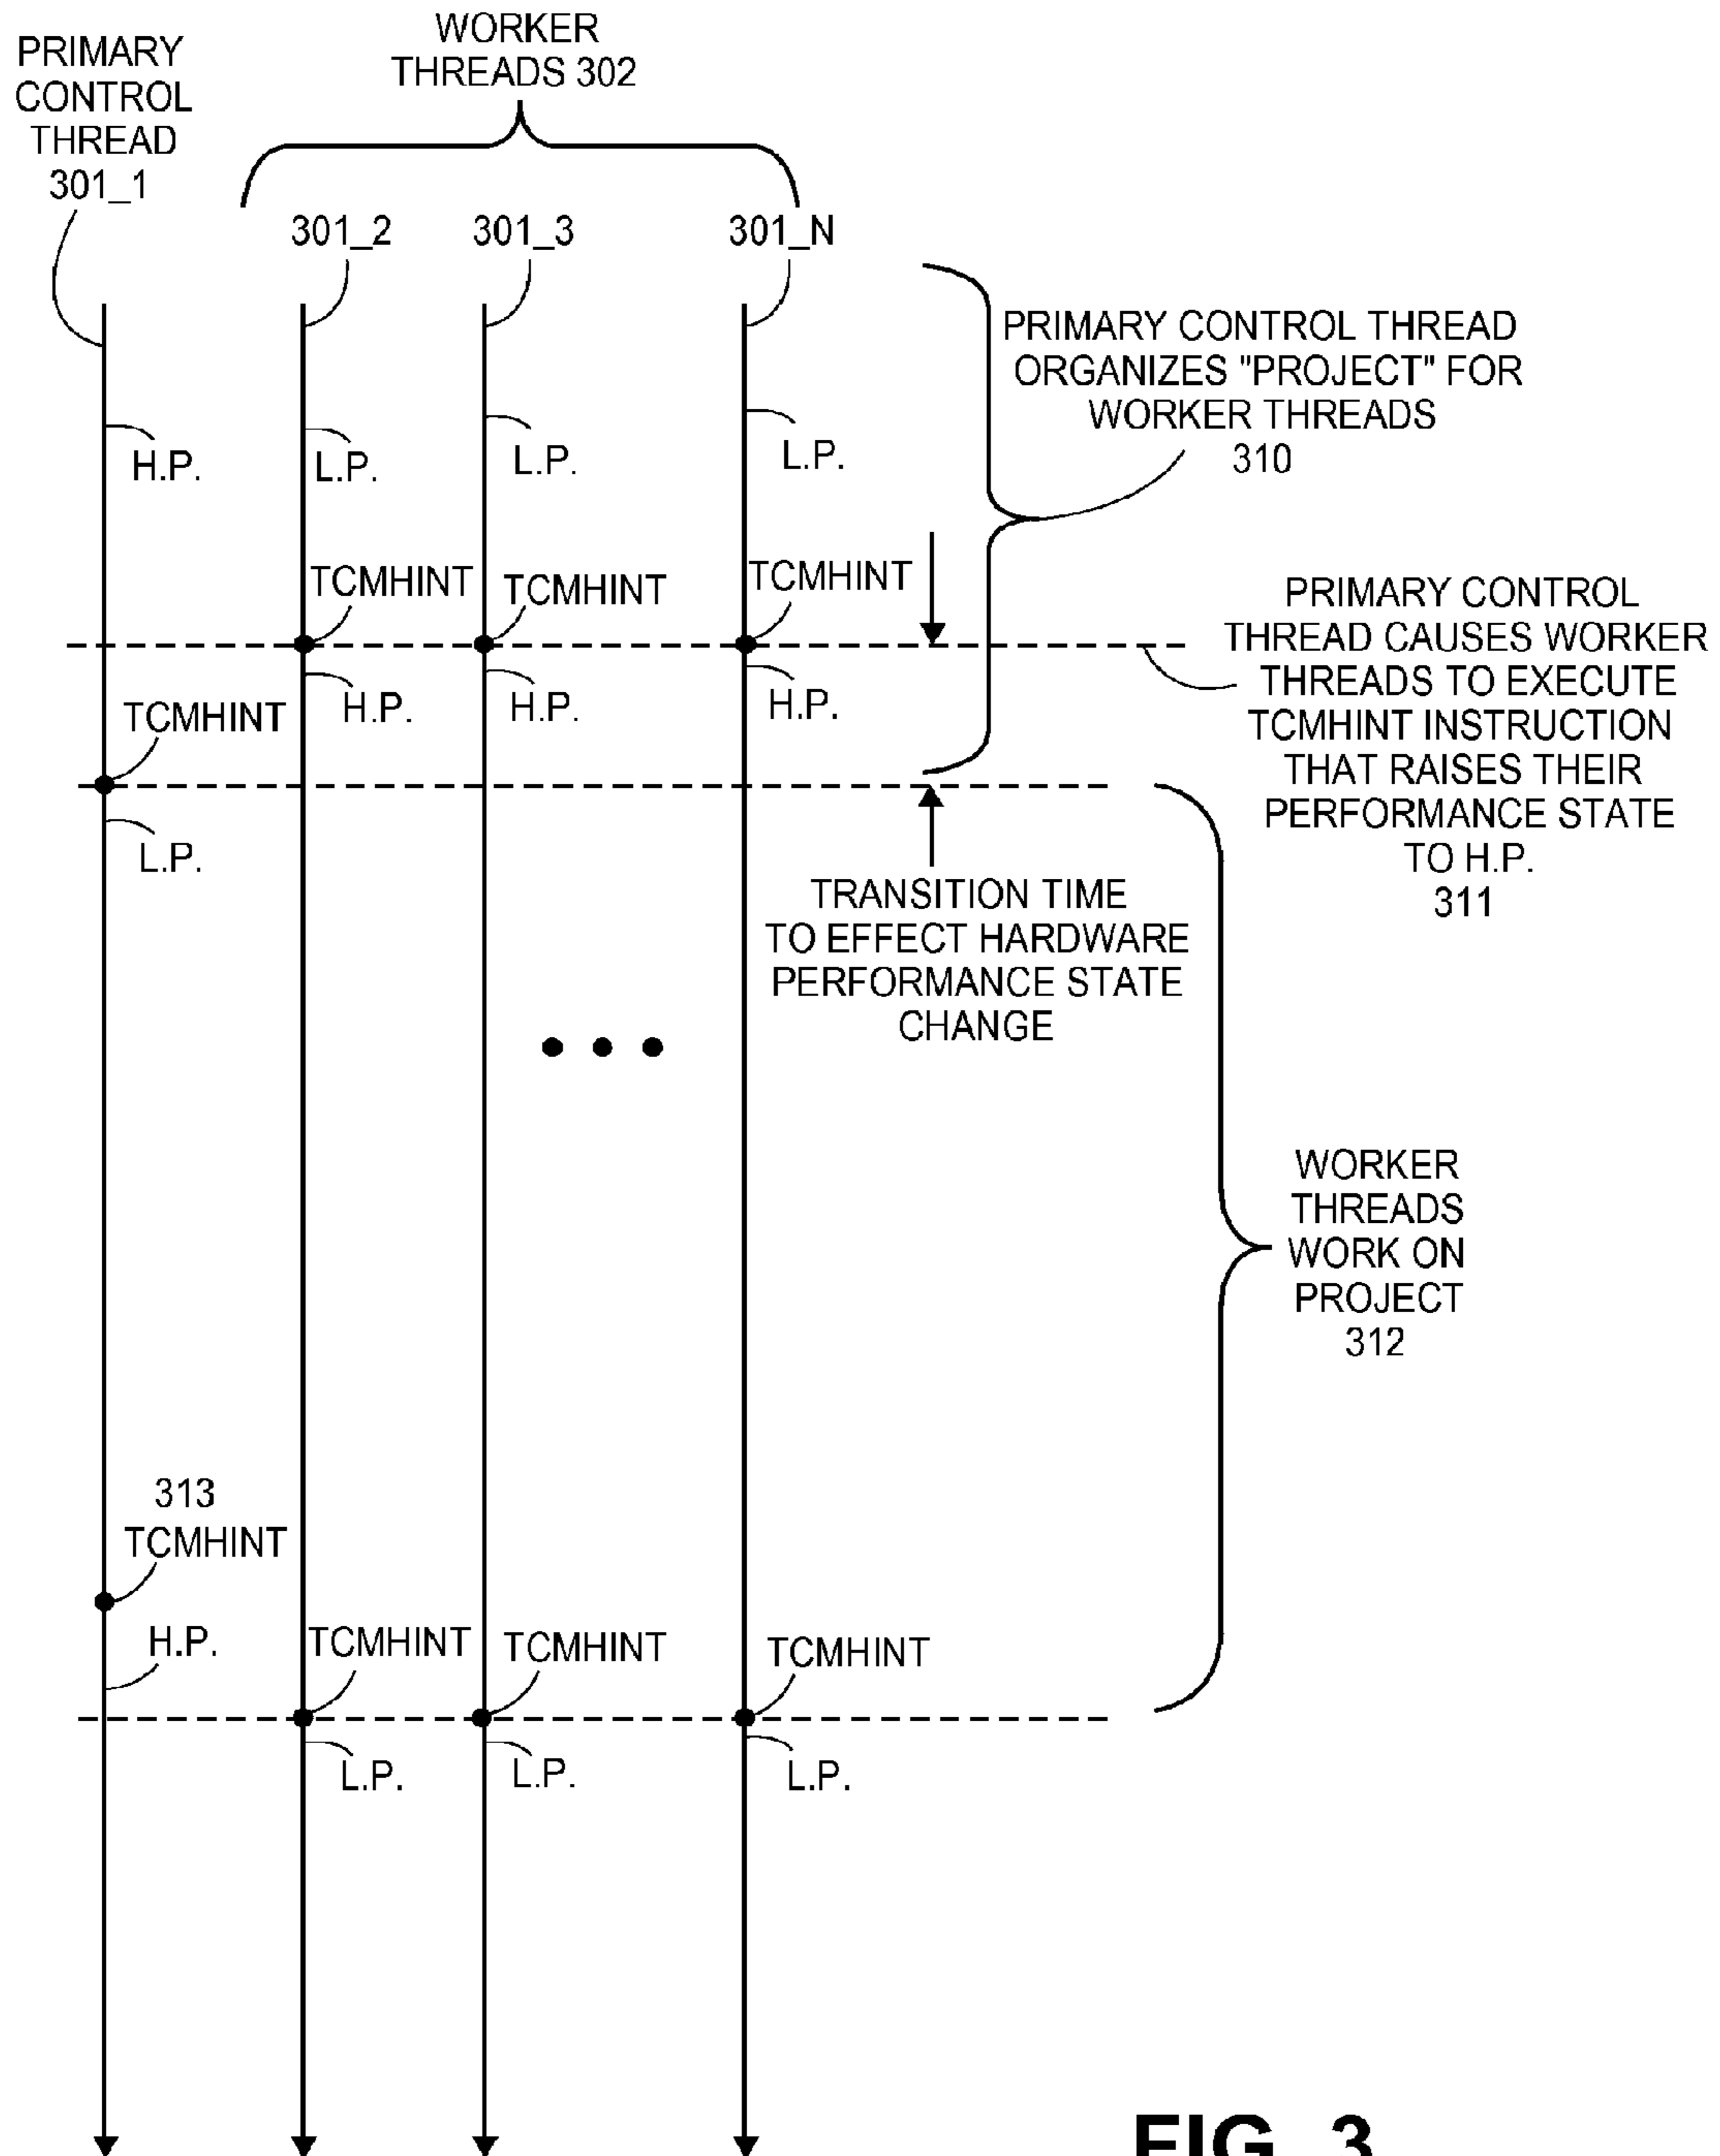 PRIMARY
CONTROL
THREAD
301_1
WORKER
THREADS 302
301_2
301_3
301_N
PRIMARY CONTROL THREAD
ORGANIZES "PROJECT" FOR
WORKER THREADS
310
H.P.
L.P.
L.P.
L.P.
TCMHINT
TCMHINT
TCMHINT
PRIMARY CONTROL
THREAD CAUSES WORKER
THREADS TO EXECUTE
TCMHINT INSTRUCTION
THAT RAISES THEIR
PERFORMANCE STATE
TO H.P.
311
H.P.
H.P.
H.P.
TCMHINT
L.P.
TRANSITION TIME
TO EFFECT HARDWARE
PERFORMANCE STATE
CHANGE
WORKER
THREADS
WORK ON
PROJECT
312
313
TCMHINT
H.P.
TCMHINT
TCMHINT
TCMHINT
L.P.
L.P.
L.P.
FIG. 3